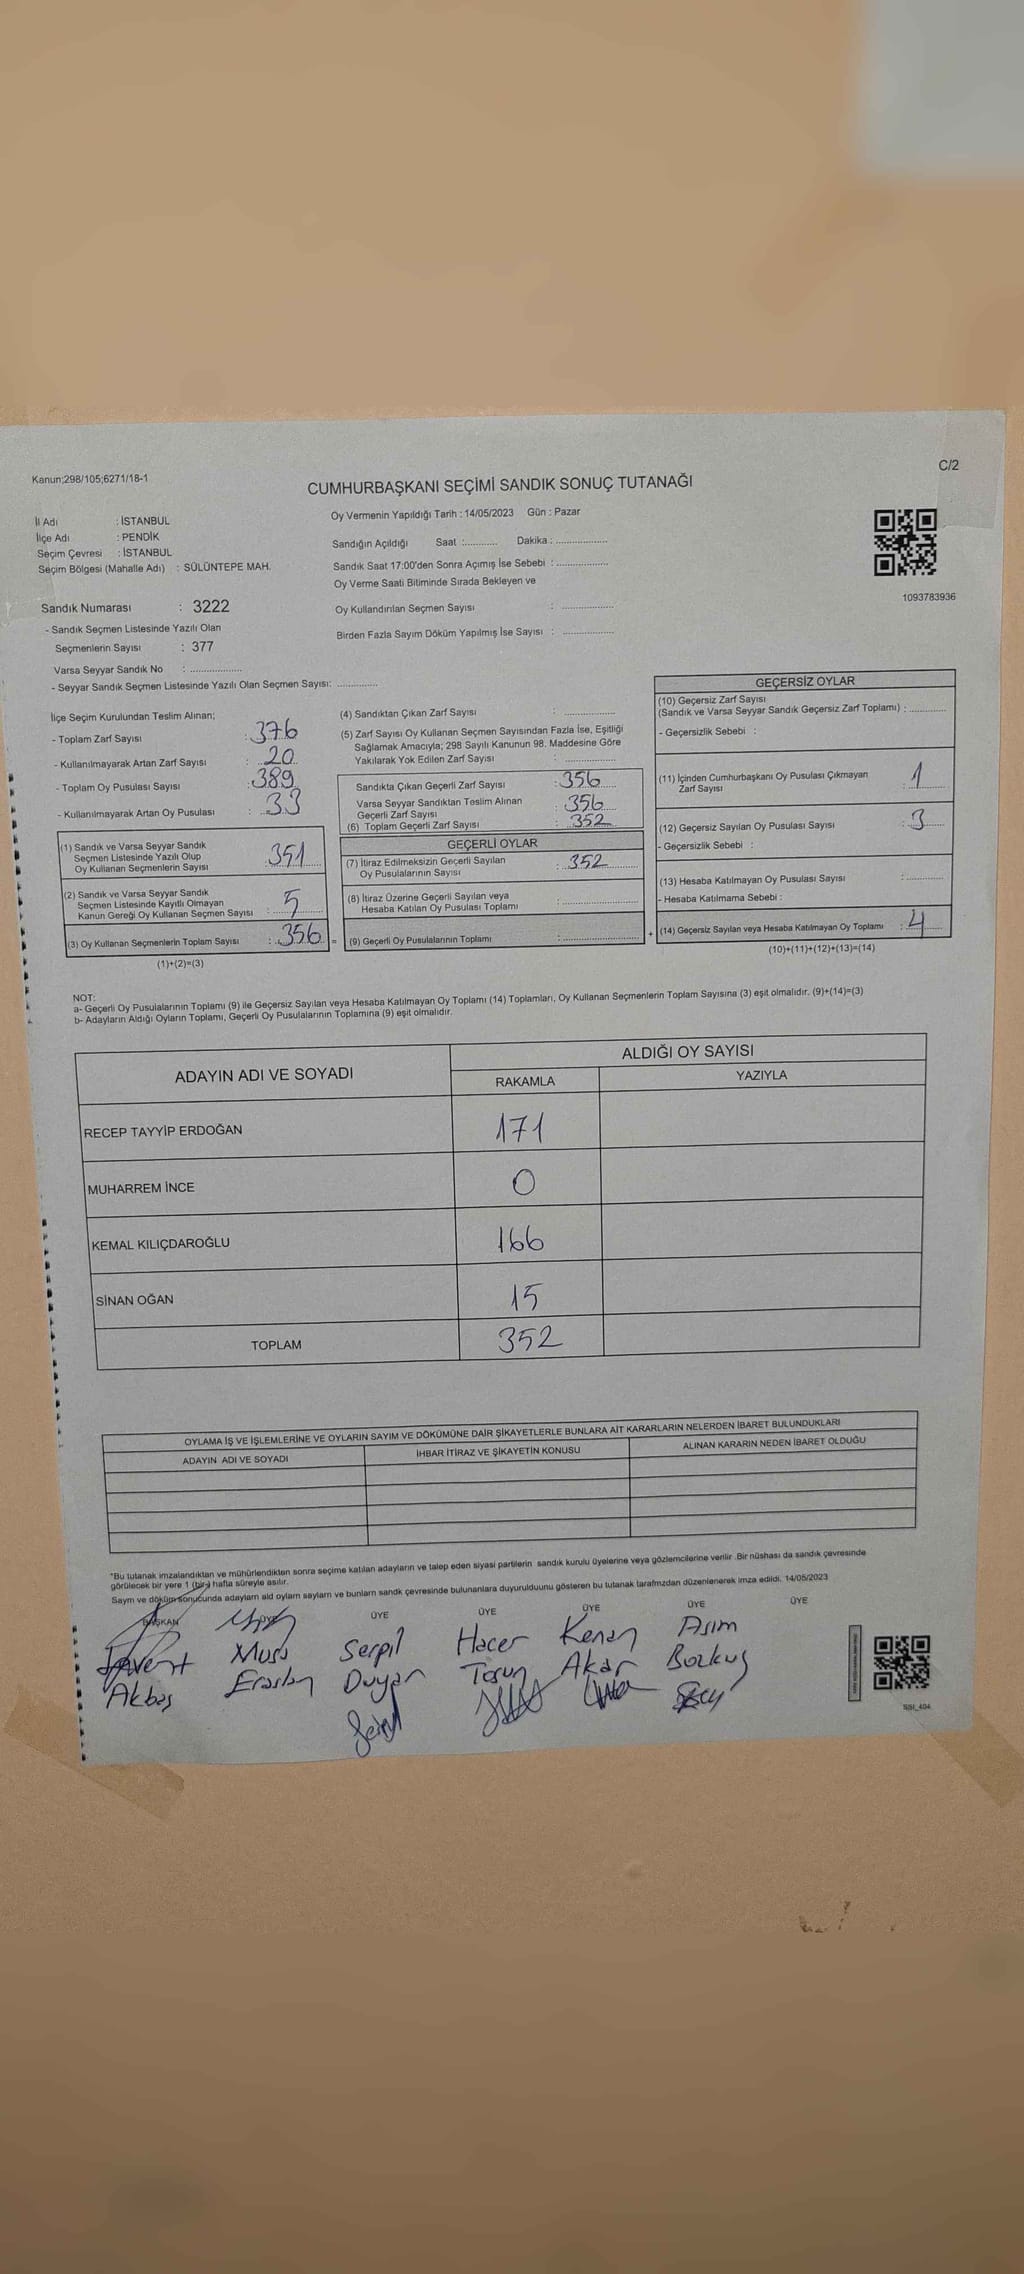 Kanun;298/105;6271/18-1
C/2
CUMHURBAŞKANI SEÇİMİ SANDIK SONUÇ TUTANAĞI
İl Adı : İSTANBUL
İlçe Adı : PENDİK
Seçim Çevresi : İSTANBUL
Seçim Bölgesi (Mahalle Adı) : SÜLÜNTEPE MAH.
Oy Vermenin Yapıldığı Tarih : 14/05/2023 Gün : Pazar
Sandığın Açıldığı Saat :............ Dakika : ..................
Sandık Saat 17:00'den Sonra Açımış İse Sebebi : ..................
Oy Verme Saati Bitiminde Sırada Bekleyen ve
Oy Kullandırılan Seçmen Sayısı : ..................
Birden Fazla Sayım Döküm Yapılmış İse Sayısı : ..................
1093783936
Sandık Numarası : 3222
- Sandık Seçmen Listesinde Yazılı Olan
Seçmenlerin Sayısı : 377
Varsa Seyyar Sandık No : ..................
- Seyyar Sandık Seçmen Listesinde Yazılı Olan Seçmen Sayısı: ..............
İlçe Seçim Kurulundan Teslim Alınan;
- Toplam Zarf Sayısı : 376
- Kullanılmayarak Artan Zarf Sayısı : 20
- Toplam Oy Pusulası Sayısı : 389
- Kullanılmayarak Artan Oy Pusulası : 33
(1) Sandık ve Varsa Seyyar Sandık
Seçmen Listesinde Yazılı Olup
Oy Kullanan Seçmenlerin Sayısı : 351
(2) Sandık ve Varsa Seyyar Sandık
Seçmen Listesinde Kayıtlı Olmayan
Kanun Gereği Oy Kullanan Seçmen Sayısı : 5
(3) Oy Kullanan Seçmenlerin Toplam Sayısı : 356
(1)+(2)=(3)
(4) Sandıktan Çıkan Zarf Sayısı : ..................
(5) Zarf Sayısı Oy Kullanan Seçmen Sayısından Fazla İse, Eşitliği
Sağlamak Amacıyla; 298 Sayılı Kanunun 98. Maddesine Göre
Yakılarak Yok Edilen Zarf Sayısı : ..................
Sandıkta Çıkan Geçerli Zarf Sayısı : 356
Varsa Seyyar Sandıktan Teslim Alınan
Geçerli Zarf Sayısı : 356
(6) Toplam Geçerli Zarf Sayısı : 352
GEÇERLİ OYLAR
(7) İtiraz Edilmeksizin Geçerli Sayılan
Oy Pusulalarının Sayısı : 352
(8) İtiraz Üzerine Geçerli Sayılan veya
Hesaba Katılan Oy Pusulası Toplamı : ..................
= (9) Geçerli Oy Pusulalarının Toplamı : ..................
GEÇERSİZ OYLAR
(10) Geçersiz Zarf Sayısı
(Sandık ve Varsa Seyyar Sandık Geçersiz Zarf Toplamı) : ............
- Geçersizlik Sebebi :
(11) İçinden Cumhurbaşkanı Oy Pusulası Çıkmayan
Zarf Sayısı : 1
(12) Geçersiz Sayılan Oy Pusulası Sayısı : 3
- Geçersizlik Sebebi :
(13) Hesaba Katılmayan Oy Pusulası Sayısı : ............
- Hesaba Katılmama Sebebi :
+ (14) Geçersiz Sayılan veya Hesaba Katılmayan Oy Toplamı : 4
(10)+(11)+(12)+(13)=(14)
NOT:
a- Geçerli Oy Pusulalarının Toplamı (9) ile Geçersiz Sayılan veya Hesaba Katılmayan Oy Toplamı (14) Toplamları, Oy Kullanan Seçmenlerin Toplam Sayısına (3) eşit olmalıdır. (9)+(14)=(3)
b- Adayların Aldığı Oyların Toplamı, Geçerli Oy Pusulalarının Toplamına (9) eşit olmalıdır.
ADAYIN ADI VE SOYADI
ALDIĞI OY SAYISI
RAKAMLA YAZIYLA
RECEP TAYYİP ERDOĞAN 171
MUHARREM İNCE 0
KEMAL KILIÇDAROĞLU 166
SİNAN OĞAN 15
TOPLAM 352
OYLAMA İŞ VE İŞLEMLERİNE VE OYLARIN SAYIM VE DÖKÜMÜNE DAİR ŞİKAYETLERLE BUNLARA AİT KARARLARIN NELERDEN İBARET BULUNDUKLARI
ADAYIN ADI VE SOYADI İHBAR İTİRAZ VE ŞİKAYETİN KONUSU ALINAN KARARIN NEDEN İBARET OLDUĞU
"Bu tutanak imzalandıktan ve mühürlendikten sonra seçime katılan adayların ve talep eden siyasi partilerin sandık kurulu üyelerine veya gözlemcilerine verilir .Bir nüshası da sandık çevresinde
görülecek bir yere 1 (bir) hafta süreyle asılır.
Sayım ve döküm sonucunda adayların ald oyların sayların ve bunların sandk çevresinde bulunanlara duyurulduunu gösteren bu tutanak tarafmzdan düzenlenerek imza edildi. 14/05/2023
BAŞKAN ÜYE ÜYE ÜYE ÜYE ÜYE
Musa Serpil Hacer Kenan Asım
Akbaş Eraslan Duyar Tosun Akar Bozkuş
SSI_404